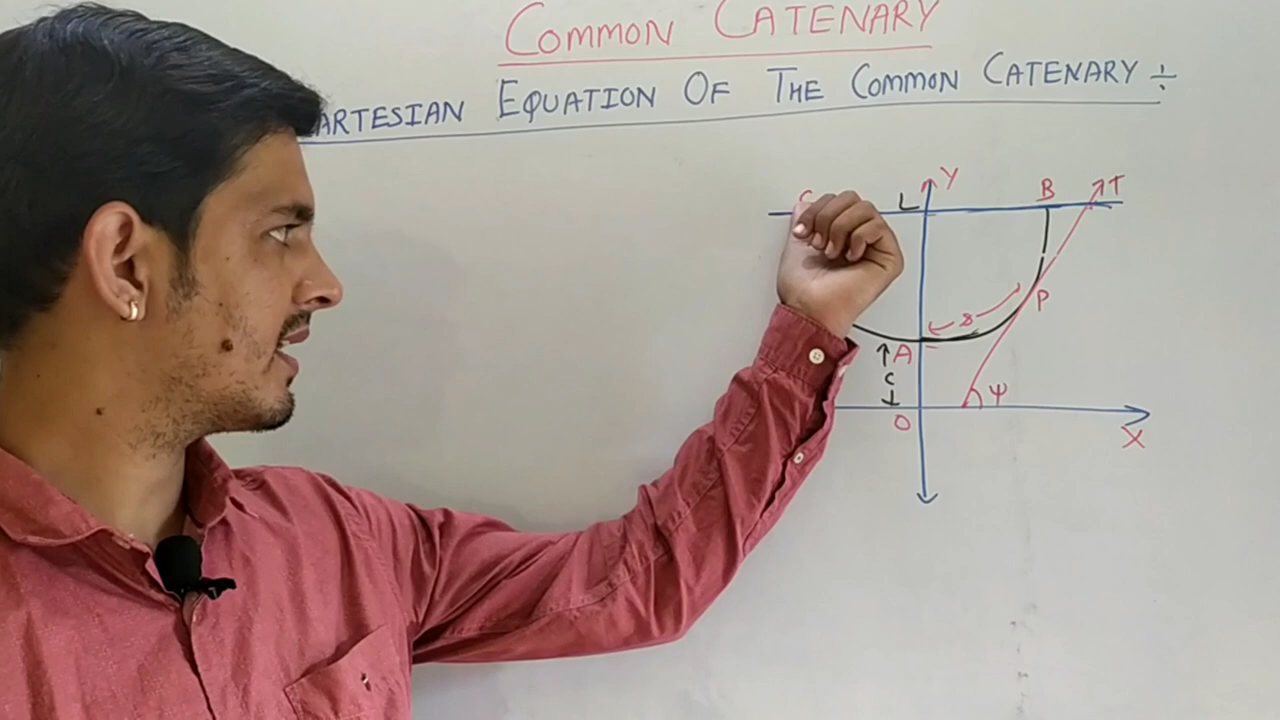 COMMON CATENARY
ARTESIAN EQUATION OF THE COMMON CATENARY ÷
L Y B T
s P
A
C
ψ
O
X